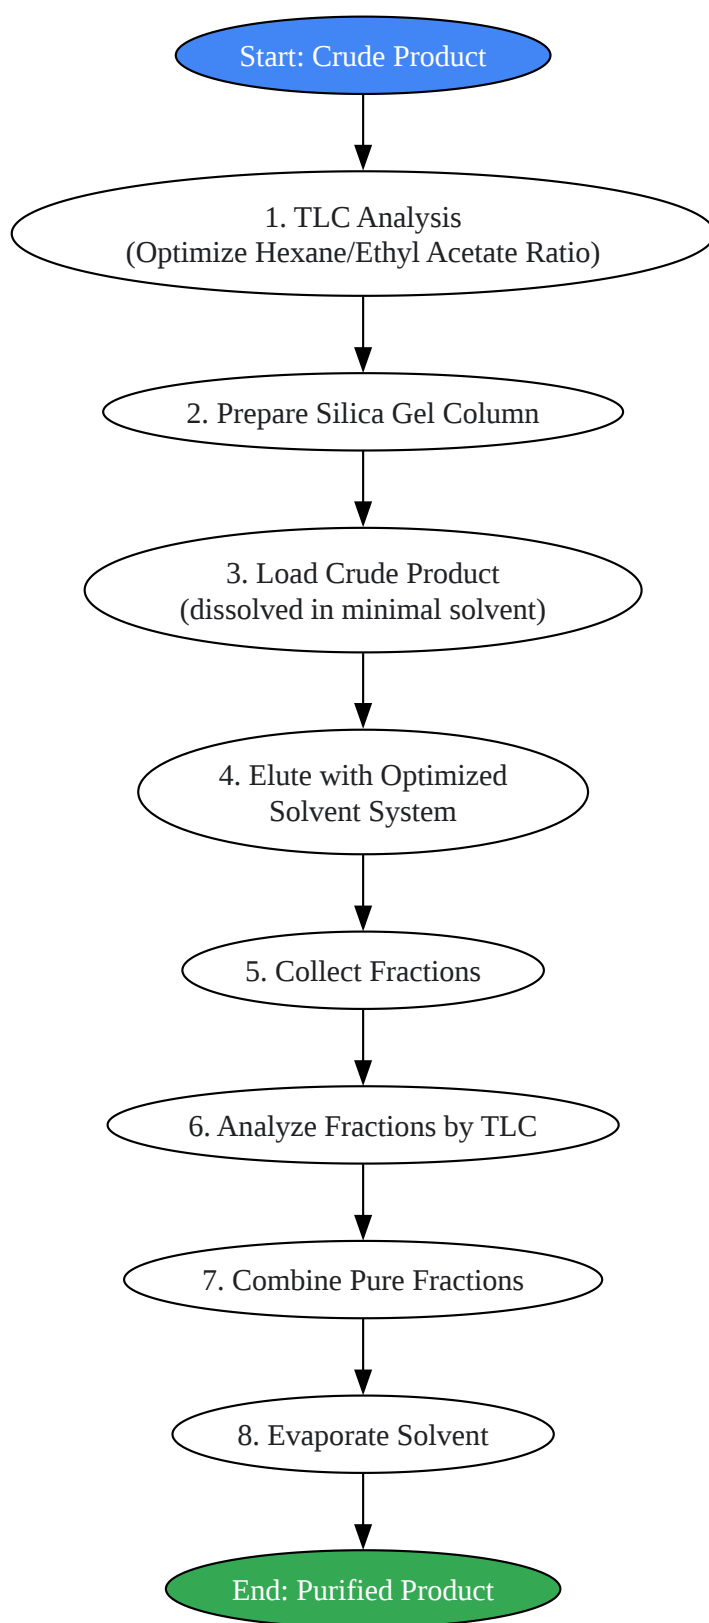 Start: Crude Product
1. TLC Analysis
(Optimize Hexane/Ethyl Acetate Ratio)
2. Prepare Silica Gel Column
3. Load Crude Product
(dissolved in minimal solvent)
4. Elute with Optimized
Solvent System
5. Collect Fractions
6. Analyze Fractions by TLC
7. Combine Pure Fractions
8. Evaporate Solvent
End: Purified Product